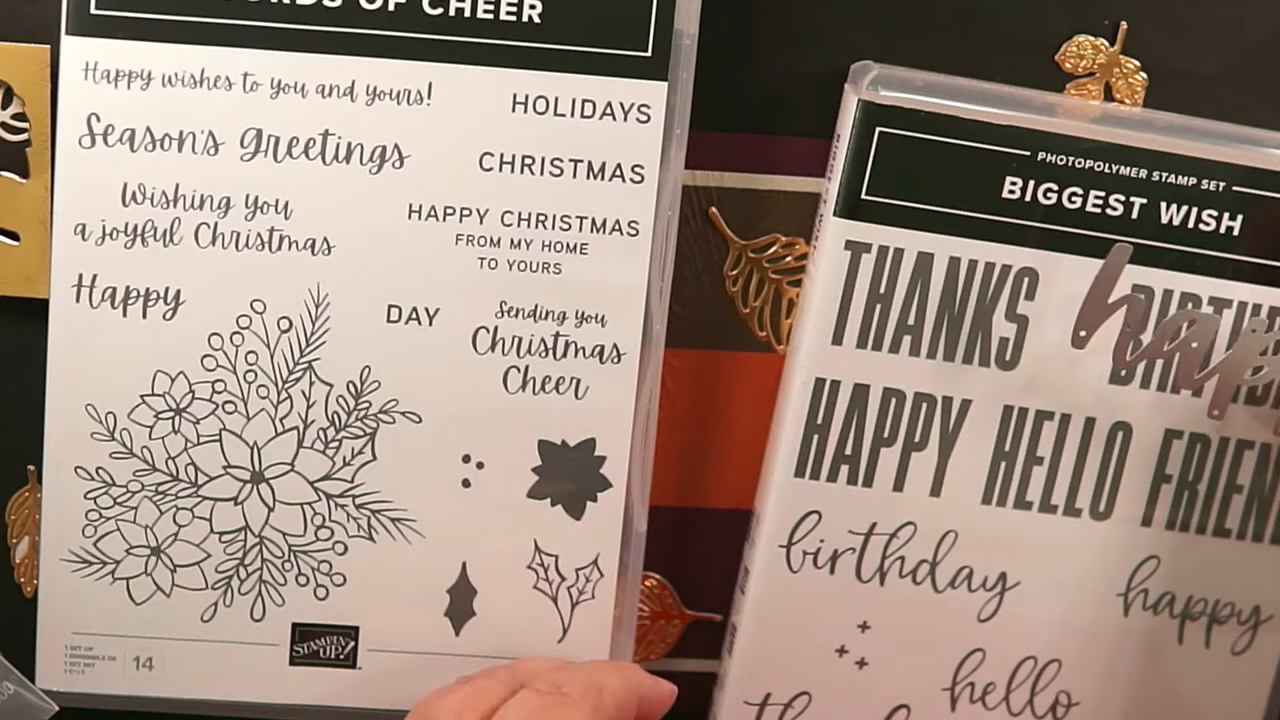 OF CHEER
Happy wishes to you and yours!
HOLIDAYS
Season's greetings
CHRISTMAS
Wishing you
a joyful Christmas
HAPPY CHRISTMAS
FROM MY HOME
TO YOURS
Happy
DAY
Sending you
Christmas
Cheer
STAMPIN'
UP!
14
PHOTOPOLYMER STAMP SET
BIGGEST WISH
THANKS
HAPPY HELLO
birthday
happy
hello